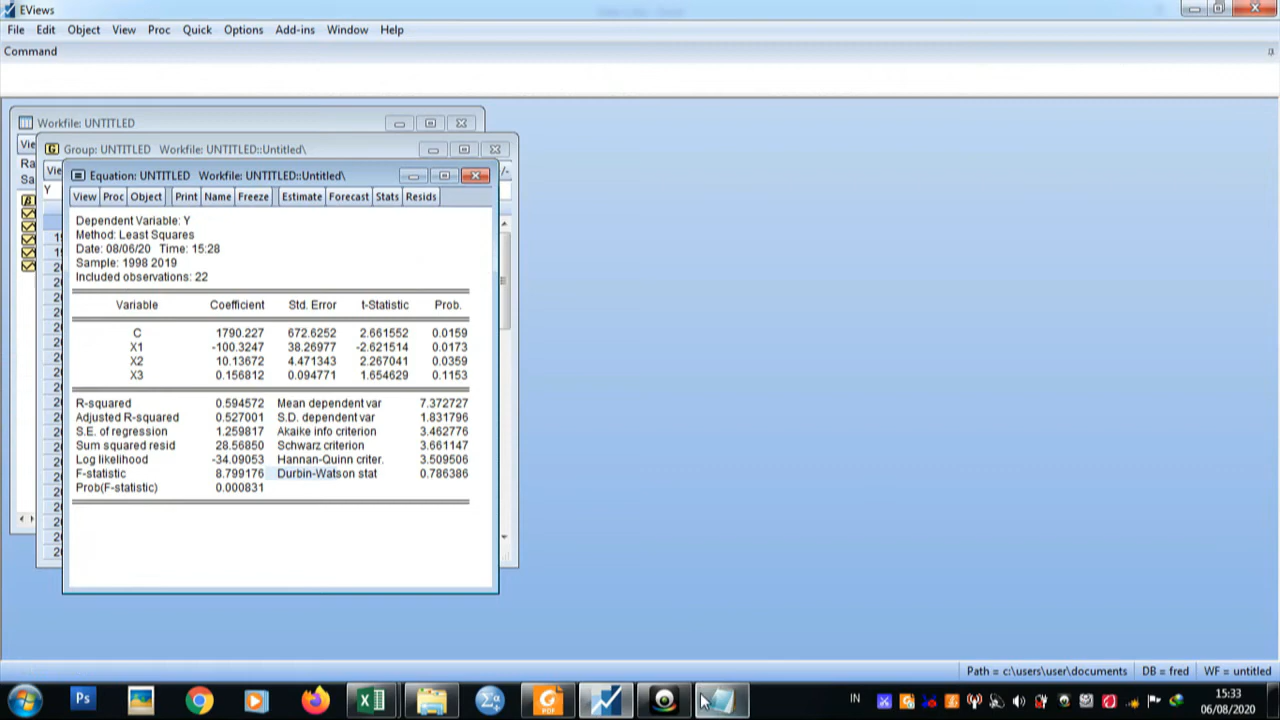 EViews
File Edit Object View Proc Quick Options Add-ins Window Help
Command
Workfile: UNTITLED
Group: UNTITLED Workfile: UNTITLED::Untitled\
Equation: UNTITLED Workfile: UNTITLED::Untitled\
View Proc Object Print Name Freeze Estimate Forecast Stats Resids
Y
Dependent Variable: Y
Method: Least Squares
Date: 08/06/20 Time: 15:28
Sample: 1998 2019
Included observations: 22
Variable Coefficient Std. Error t-Statistic Prob.
C 1790.227 672.6252 2.661552 0.0159
X1 -100.3247 38.26977 -2.621514 0.0173
X2 10.13672 4.471343 2.267041 0.0359
X3 0.156812 0.094771 1.654629 0.1153
R-squared 0.594572 Mean dependent var 7.372727
Adjusted R-squared 0.527001 S.D. dependent var 1.831796
S.E. of regression 1.259817 Akaike info criterion 3.462776
Sum squared resid 28.56850 Schwarz criterion 3.661147
Log likelihood -34.09053 Hannan-Quinn criter. 3.509506
F-statistic 8.799176 Durbin-Watson stat 0.786386
Prob(F-statistic) 0.000831
Path = c:\users\user\documents DB = fred WF = untitled
Ps
PDF
IN
15:33
06/08/2020